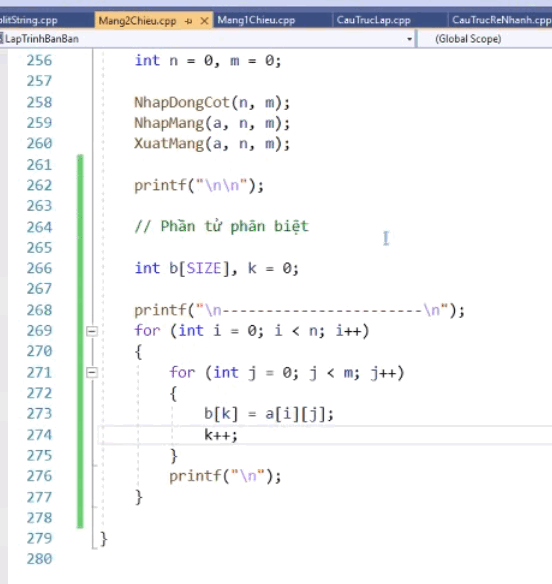 litString.cpp Mang2Chieu.cpp Mang1Chieu.cpp CauTrucLap.cpp CauTrucReNhanh.cpp
LapTrinhBanBan (Global Scope)
256 int n = 0, m = 0;
257
258 NhapDongCot(n, m);
259 NhapMang(a, n, m);
260 XuatMang(a, n, m);
261
262 printf("\n\n");
263
264 // Phần tử phân biệt
265
266 int b[SIZE], k = 0;
267
268 printf("\n-----------------------\n");
269 for (int i = 0; i < n; i++)
270 {
271 for (int j = 0; j < m; j++)
272 {
273 b[k] = a[i][j];
274 k++;
275 }
276 printf("\n");
277 }
278
279 }
280